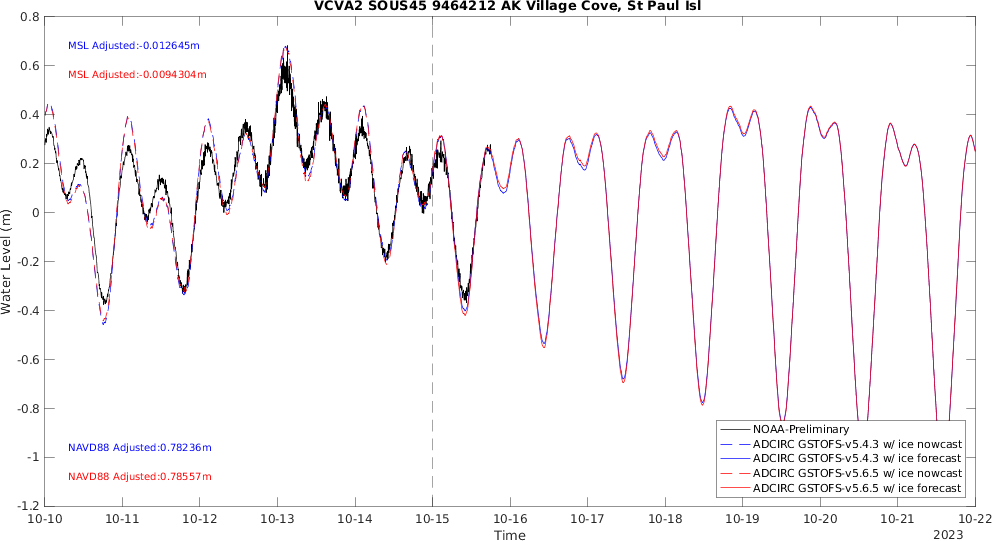 VCVA2 SOUS45 9464212 AK Village Cove, St Paul Isl
0.8
0.6
0.4
0.2
0
-0.2
-0.4
-0.6
-0.8
-1
-1.2
Water Level (m)
MSL Adjusted:-0.012645m
MSL Adjusted:-0.0094304m
NAVD88 Adjusted:0.78236m
NAVD88 Adjusted:0.78557m
NOAA-Preliminary
ADCIRC GSTOFS-v5.4.3 w/ ice nowcast
ADCIRC GSTOFS-v5.4.3 w/ ice forecast
ADCIRC GSTOFS-v5.6.5 w/ ice nowcast
ADCIRC GSTOFS-v5.6.5 w/ ice forecast
10-10 10-11 10-12 10-13 10-14 10-15 10-16 10-17 10-18 10-19 10-20 10-21 10-22
Time
2023